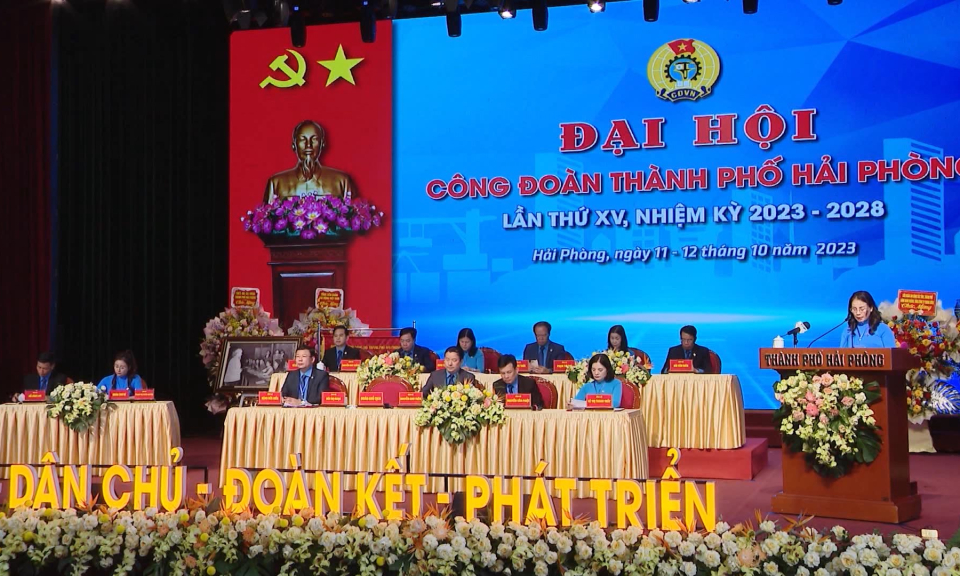 CĐVN
ĐẠI HỘI
CÔNG ĐOÀN THÀNH PHỐ HẢI PHÒNG
LẦN THỨ XV, NHIỆM KỲ 2023 - 2028
Hải Phòng, ngày 11 - 12 tháng 10 năm 2023
THÀNH PHỐ HẢI PHÒNG
DÂN CHỦ - ĐOÀN KẾT - PHÁT TRIỂN